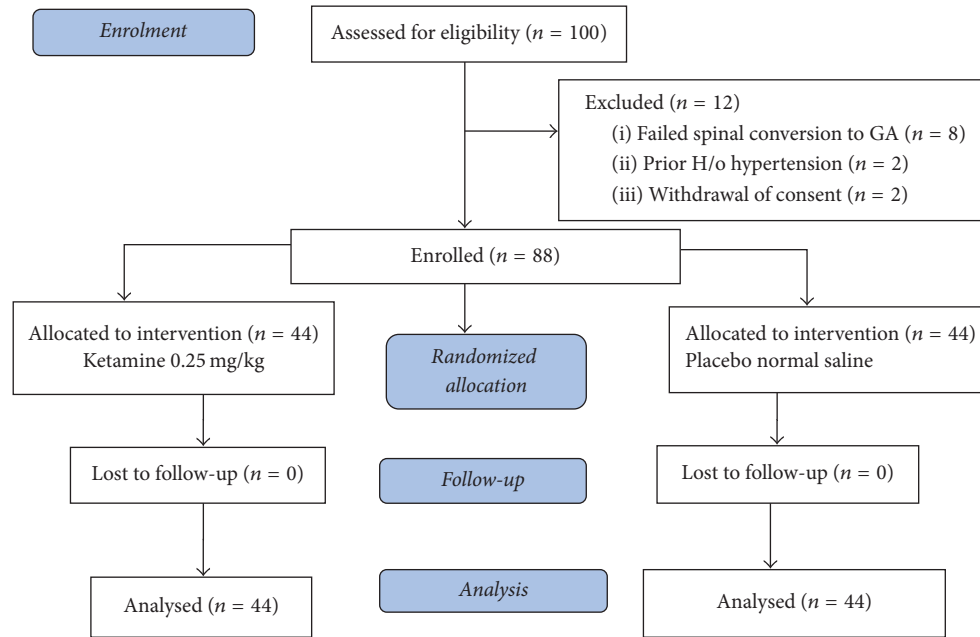 Enrolment
Assessed for eligibility (n = 100)
Excluded (n = 12)
(i) Failed spinal conversion to GA (n = 8)
(ii) Prior H/o hypertension (n = 2)
(iii) Withdrawal of consent (n = 2)
Enrolled (n = 88)
Allocated to intervention (n = 44)
Ketamine 0.25 mg/kg
Randomized
allocation
Allocated to intervention (n = 44)
Placebo normal saline
Lost to follow-up (n = 0)
Follow-up
Lost to follow-up (n = 0)
Analysed (n = 44)
Analysis
Analysed (n = 44)